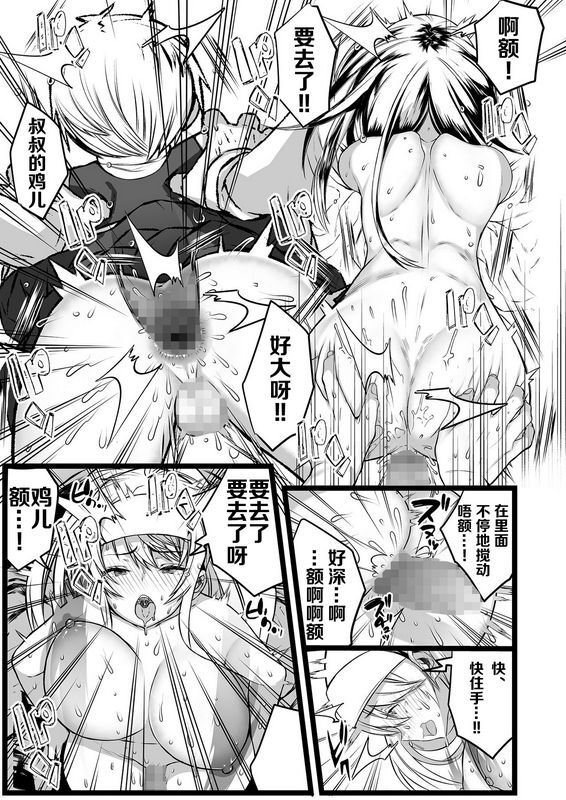 啊额！
要去了!!
叔叔的鸡儿
好大呀!!
在里面
不停地搅动
唔额…！
好深…啊
…额啊啊额
快、
快住手…!!
要去了
要去了呀
鸡儿
额…！